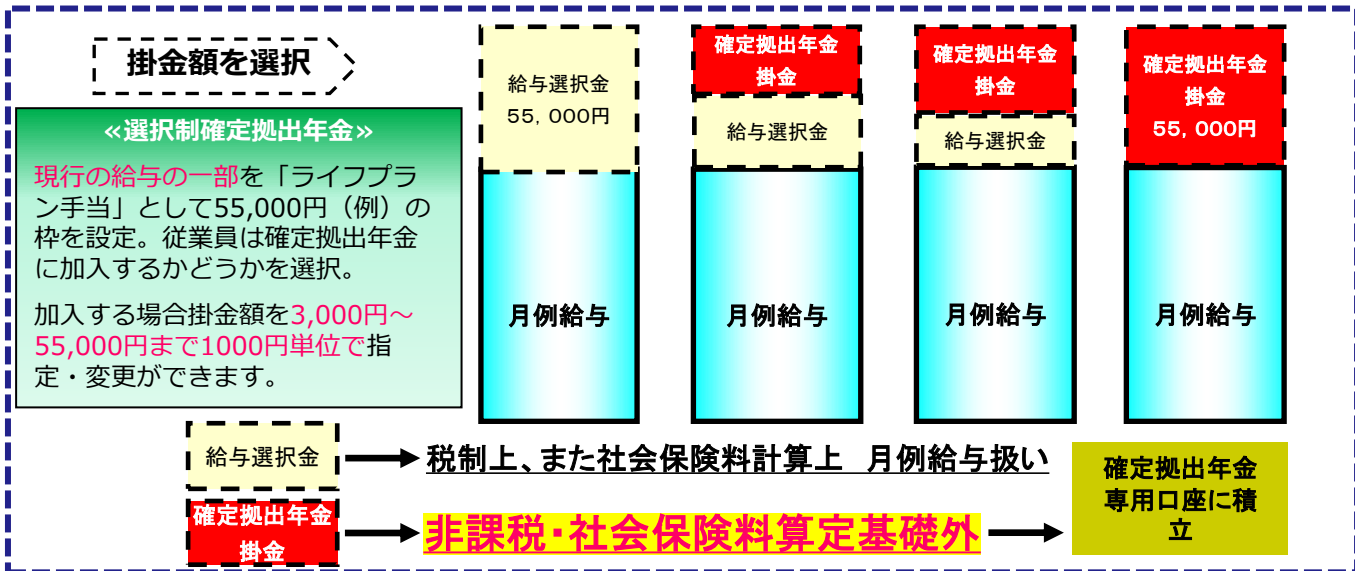 掛金額を選択
≪選択制確定拠出年金≫
現行の給与の一部を「ライフプラ
ン手当」として55,000円（例）の
枠を設定。従業員は確定拠出年金
に加入するかどうかを選択。
加入する場合掛金額を3,000円～
55,000円まで1000円単位で指
定・変更ができます。
給与選択金
55，000円
月例給与
確定拠出年金
掛金
給与選択金
月例給与
確定拠出年金
掛金
給与選択金
月例給与
確定拠出年金
掛金
55，000円
月例給与
給与選択金
税制上、また社会保険料計算上　月例給与扱い
確定拠出年金
掛金
非課税・社会保険料算定基礎外
確定拠出年金
専用口座に積
立